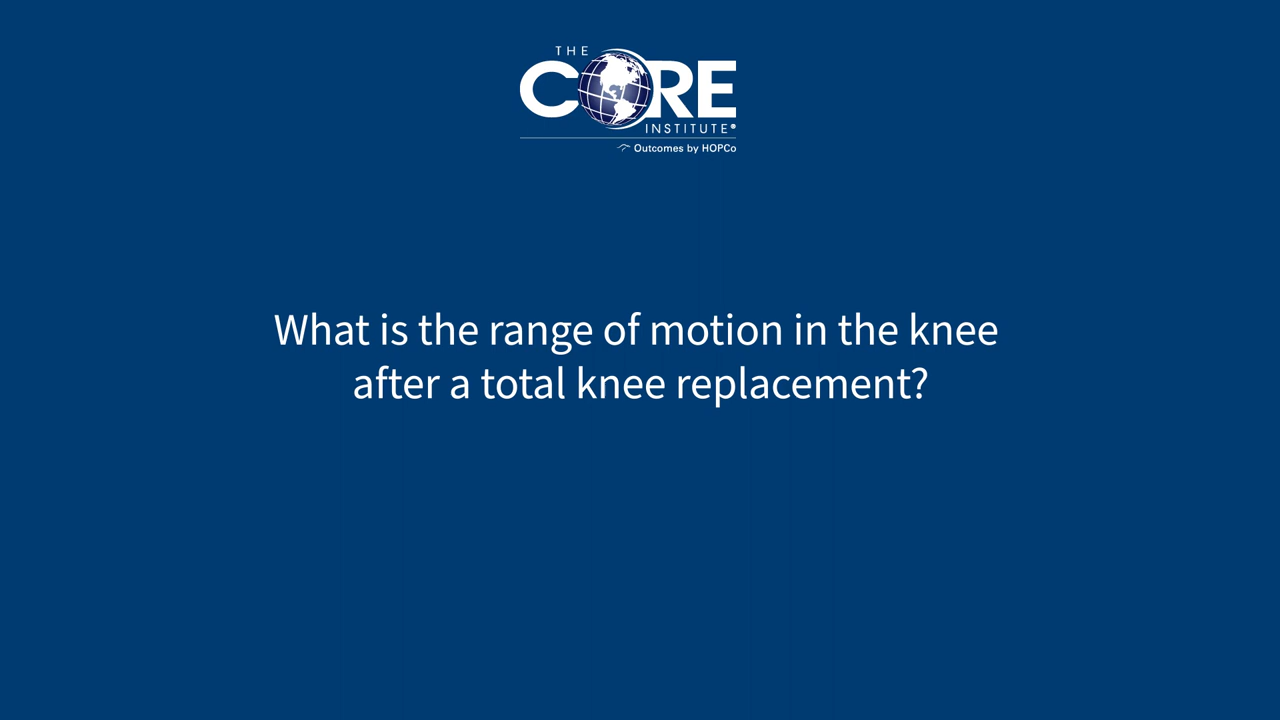 THE
CORE
INSTITUTE®
Outcomes by HOPCo
What is the range of motion in the knee
after a total knee replacement?